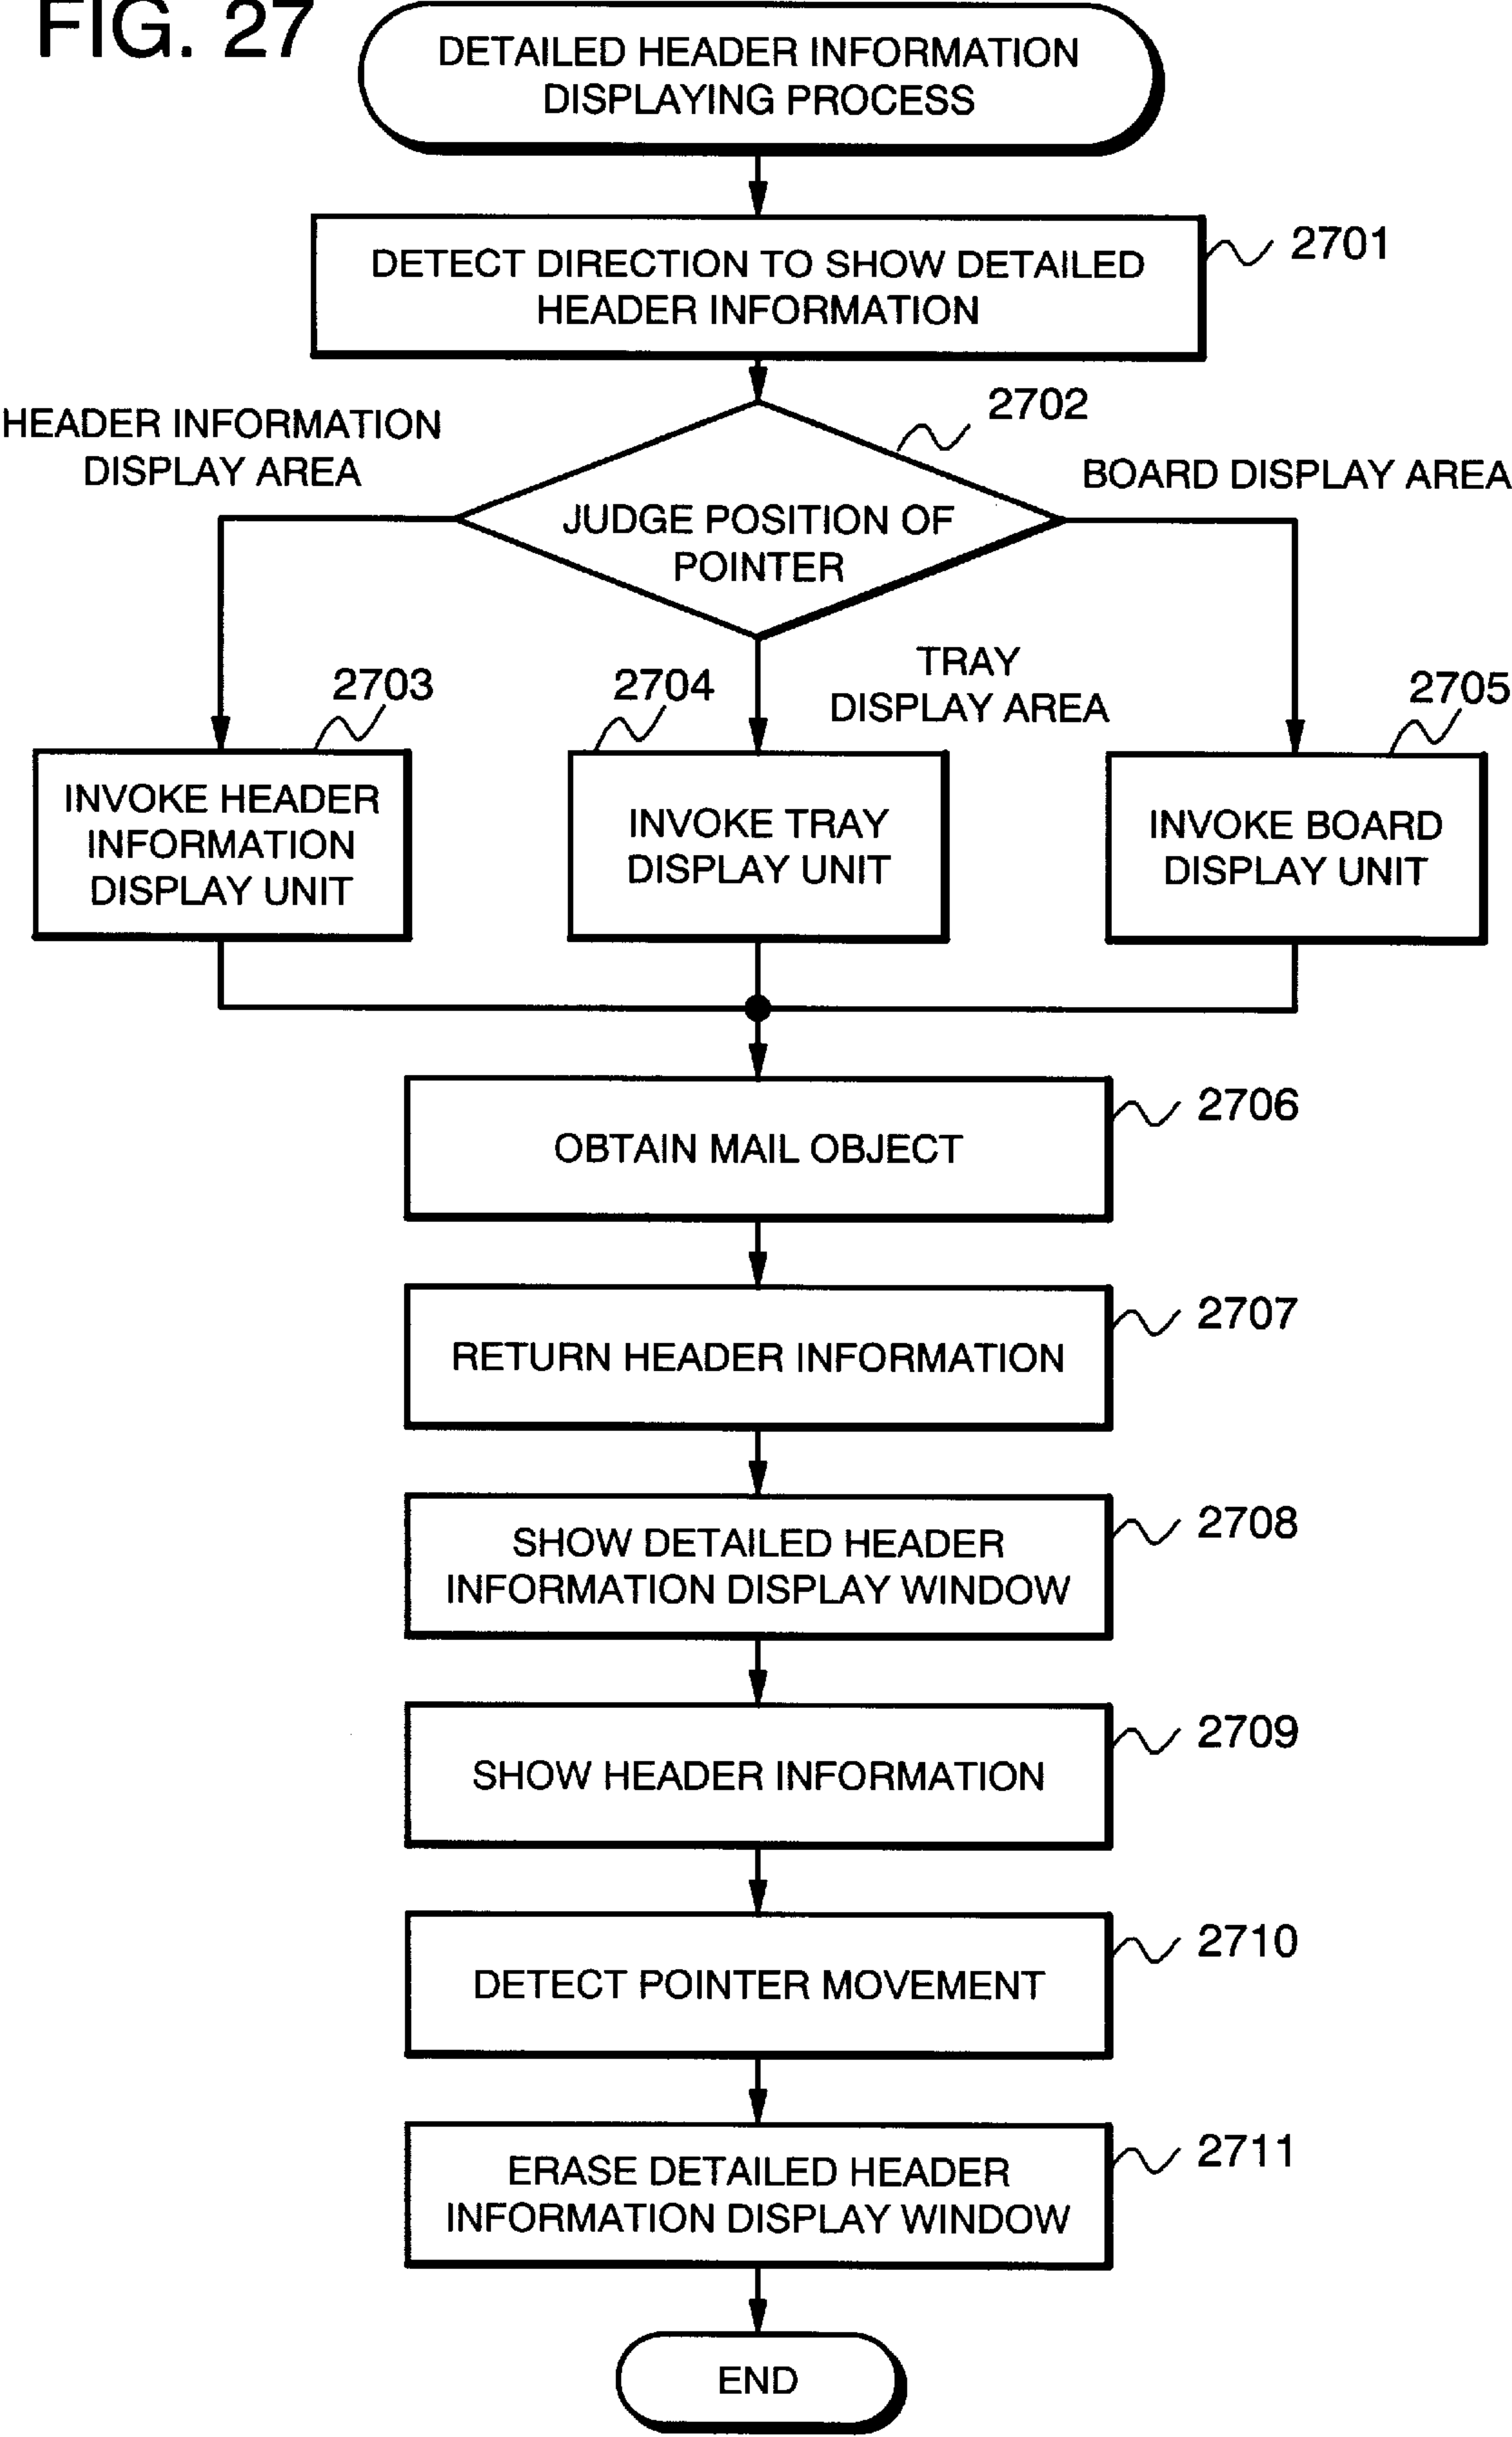 FIG. 27
DETAILED HEADER INFORMATION
DISPLAYING PROCESS
DETECT DIRECTION TO SHOW DETAILED
HEADER INFORMATION
2701
2702
HEADER INFORMATION
DISPLAY AREA
BOARD DISPLAY AREA
JUDGE POSITION OF
POINTER
TRAY
DISPLAY AREA
2703
2704
2705
INVOKE HEADER
INFORMATION
DISPLAY UNIT
INVOKE TRAY
DISPLAY UNIT
INVOKE BOARD
DISPLAY UNIT
2706
OBTAIN MAIL OBJECT
2707
RETURN HEADER INFORMATION
2708
SHOW DETAILED HEADER
INFORMATION DISPLAY WINDOW
2709
SHOW HEADER INFORMATION
2710
DETECT POINTER MOVEMENT
2711
ERASE DETAILED HEADER
INFORMATION DISPLAY WINDOW
END